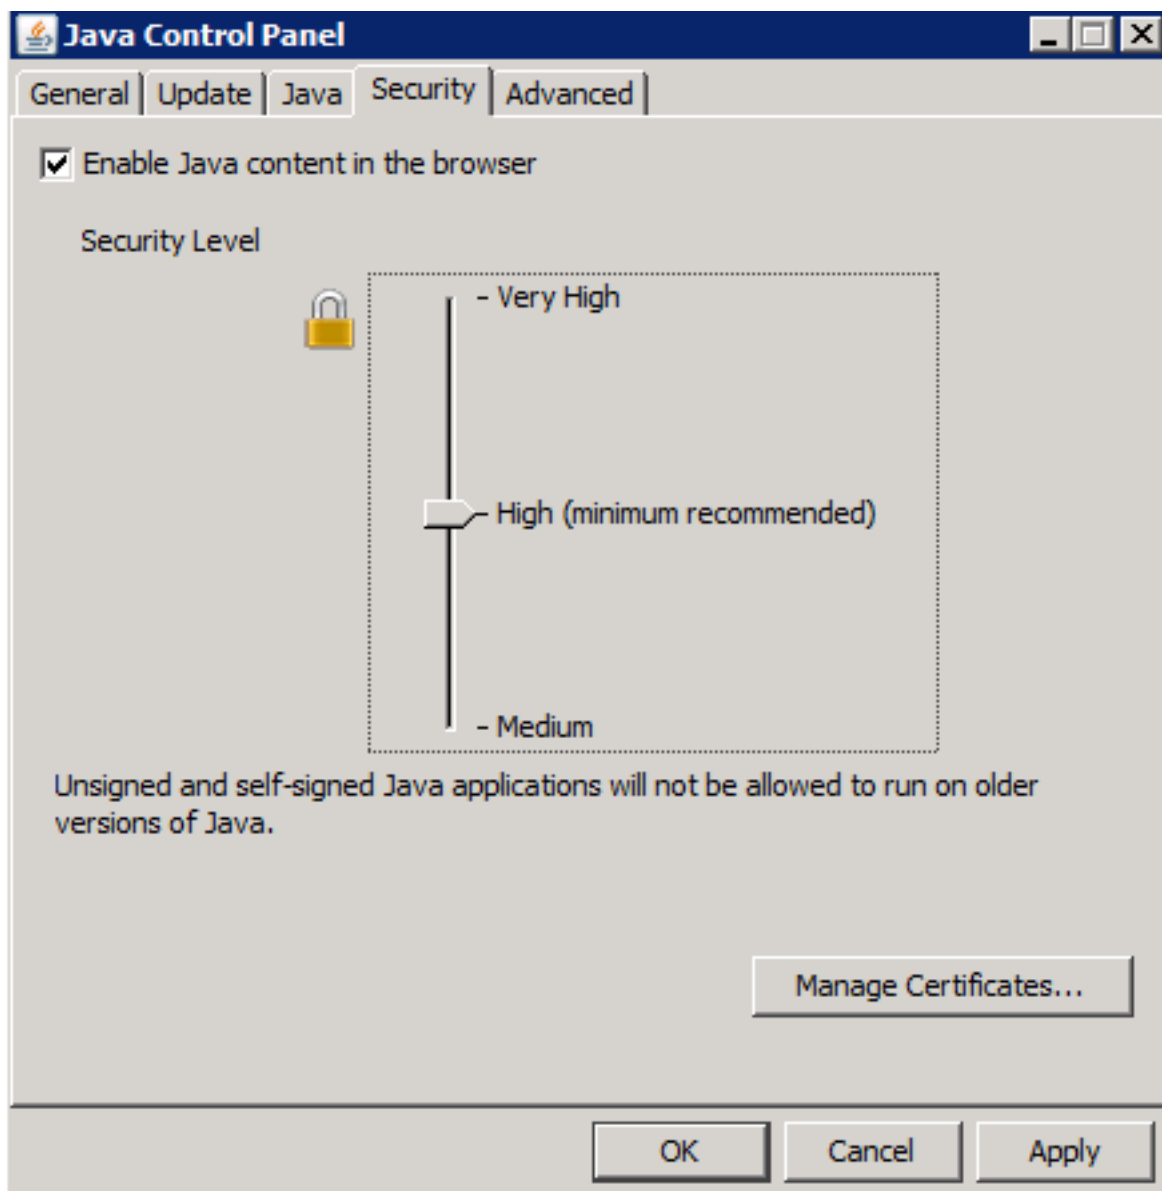 Java Control Panel
General Update Java Security Advanced
Enable Java content in the browser
Security Level
- Very High
- High (minimum recommended)
- Medium
Unsigned and self-signed Java applications will not be allowed to run on older
versions of Java.
Manage Certificates...
OK Cancel Apply